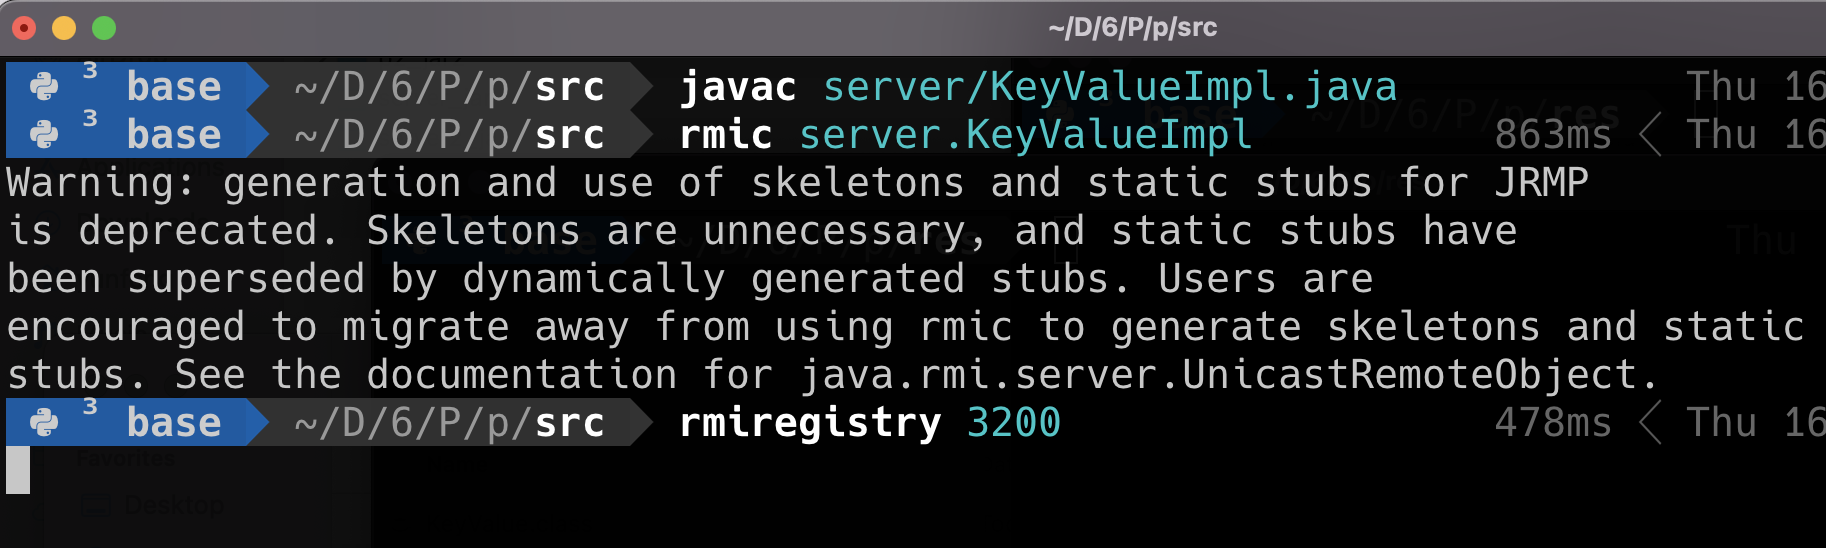 ~/D/6/P/p/src
3 base ~/D/6/P/p/src javac server/KeyValueImpl.java Thu 16
3 base ~/D/6/P/p/src rmic server.KeyValueImpl 863ms Thu 16
Warning: generation and use of skeletons and static stubs for JRMP
is deprecated. Skeletons are unnecessary, and static stubs have
been superseded by dynamically generated stubs. Users are
encouraged to migrate away from using rmic to generate skeletons and static
stubs. See the documentation for java.rmi.server.UnicastRemoteObject.
3 base ~/D/6/P/p/src rmiregistry 3200 478ms Thu 16
Favorites
Desktop